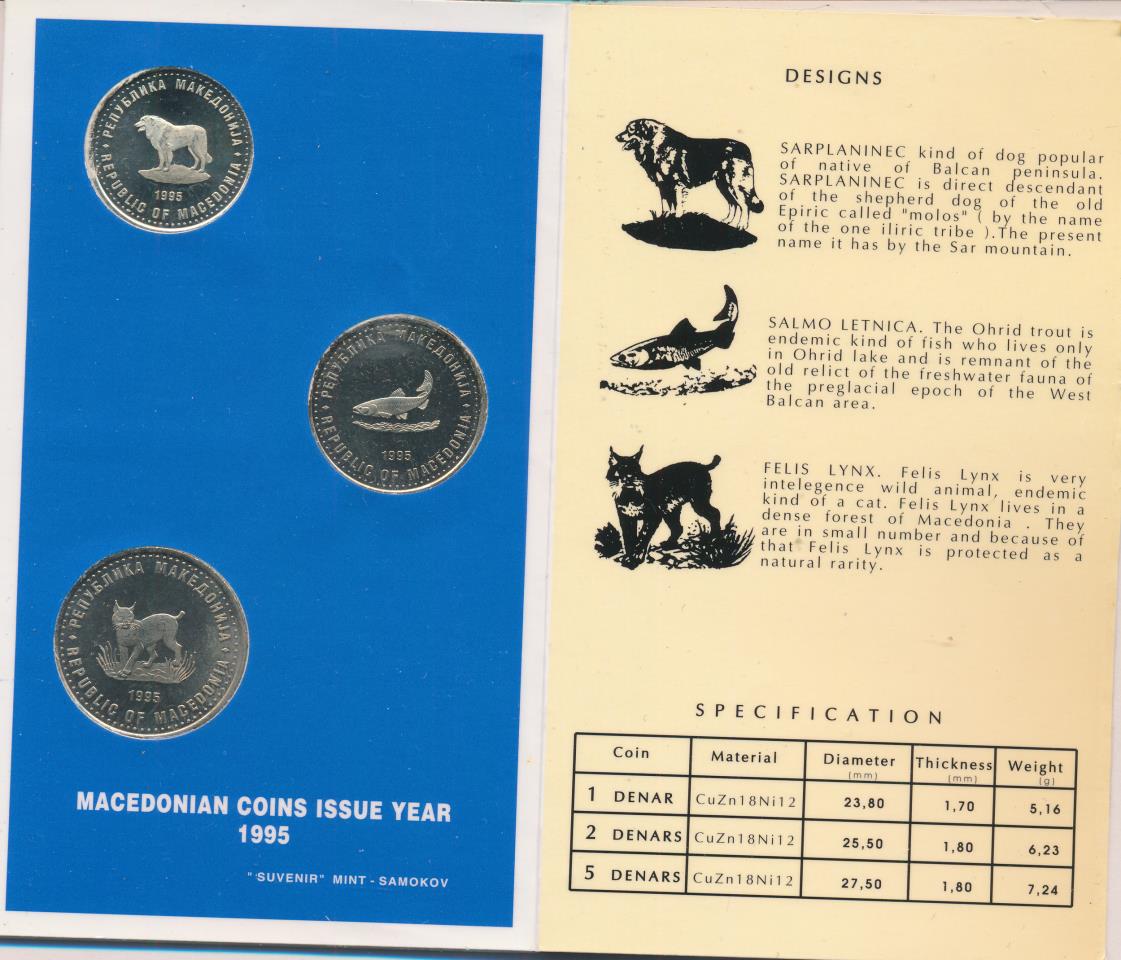 РЕПУБЛИКА МАКЕДОНИЈА
1995
REPUBLIC OF MACEDONIA
РЕПУБЛИКА МАКЕДОНИЈА
1995
REPUBLIC OF MACEDONIA
РЕПУБЛИКА МАКЕДОНИЈА
1995
REPUBLIC OF MACEDONIA
MACEDONIAN COINS ISSUE YEAR
1995
"SUVENIR" MINT - SAMOKOV
DESIGNS
SARPLANINEC kind of dog popular
of native of Balcan peninsula.
SARPLANINEC is direct descendant
of the shepherd dog of the old
Epiric called "molos" ( by the name
of the one iliric tribe ).The present
name it has by the Sar mountain.
SALMO LETNICA. The Ohrid trout is
endemic kind of fish who lives only
in Ohrid lake and is remnant of the
old relict of the freshwater fauna of
the preglacial epoch of the West
Balcan area.
FELIS LYNX. Felis Lynx is very
intelegence wild animal, endemic
kind of a cat. Felis Lynx lives in a
dense forest of Macedonia . They
are in small number and because of
that Felis Lynx is protected as a
natural rarity.
SPECIFICATION
Coin Material Diameter (mm) Thickness (mm) Weight (g)
1 DENAR CuZn18Ni12 23,80 1,70 5,16
2 DENARS CuZn18Ni12 25,50 1,80 6,23
5 DENARS CuZn18Ni12 27,50 1,80 7,24